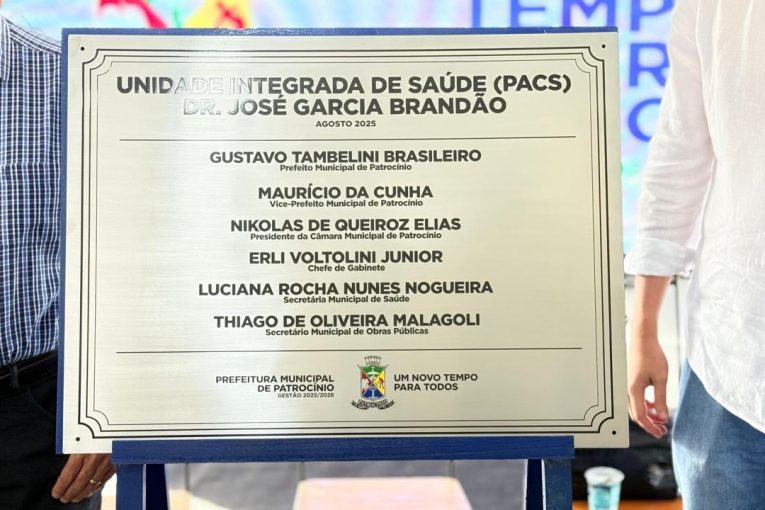 TEMP
UNIDADE INTEGRADA DE SAÚDE (PACS)
DR. JOSÉ GARCIA BRANDÃO
AGOSTO 2025
GUSTAVO TAMBELINI BRASILEIRO
Prefeito Municipal de Patrocínio
MAURÍCIO DA CUNHA
Vice-Prefeito Municipal de Patrocínio
NIKOLAS DE QUEIROZ ELIAS
Presidente da Câmara Municipal de Patrocínio
ERLI VOLTOLINI JUNIOR
Chefe de Gabinete
LUCIANA ROCHA NUNES NOGUEIRA
Secretária Municipal de Saúde
THIAGO DE OLIVEIRA MALAGOLI
Secretário Municipal de Obras Públicas
PREFEITURA MUNICIPAL
DE PATROCÍNIO
GESTÃO 2025/2028
PATROCÍNIO
UM NOVO TEMPO
PARA TODOS